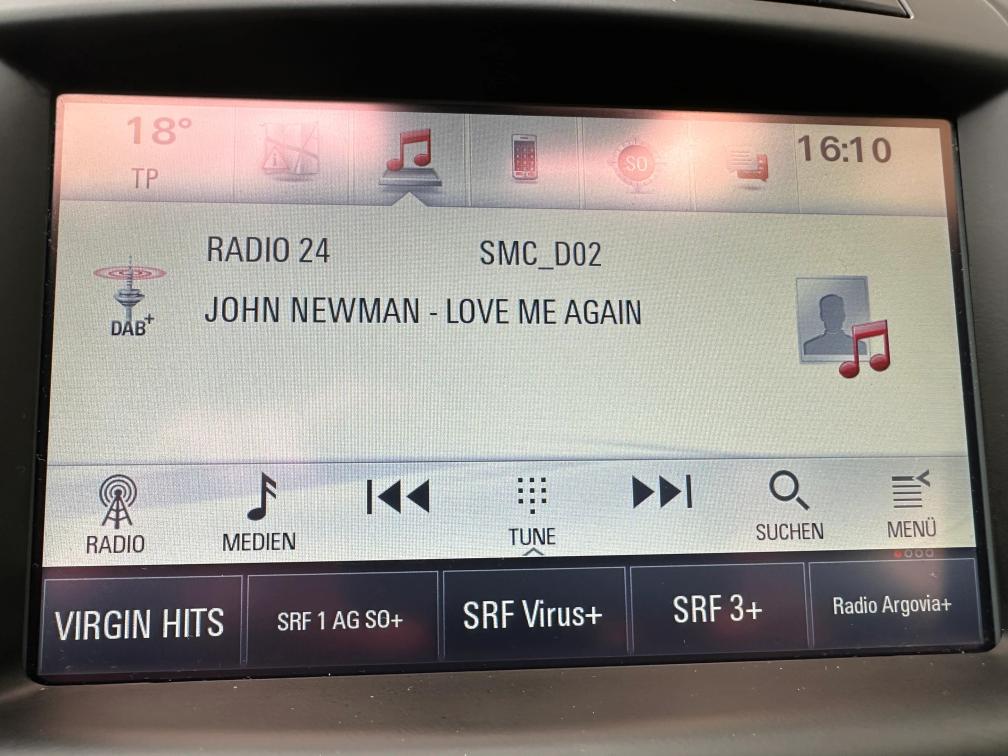 18°
TP
SO
16:10
RADIO 24 SMC_D02
DAB+
JOHN NEWMAN - LOVE ME AGAIN
RADIO MEDIEN TUNE SUCHEN MENÜ
VIRGIN HITS SRF 1 AG SO+ SRF Virus+ SRF 3+ Radio Argovia+